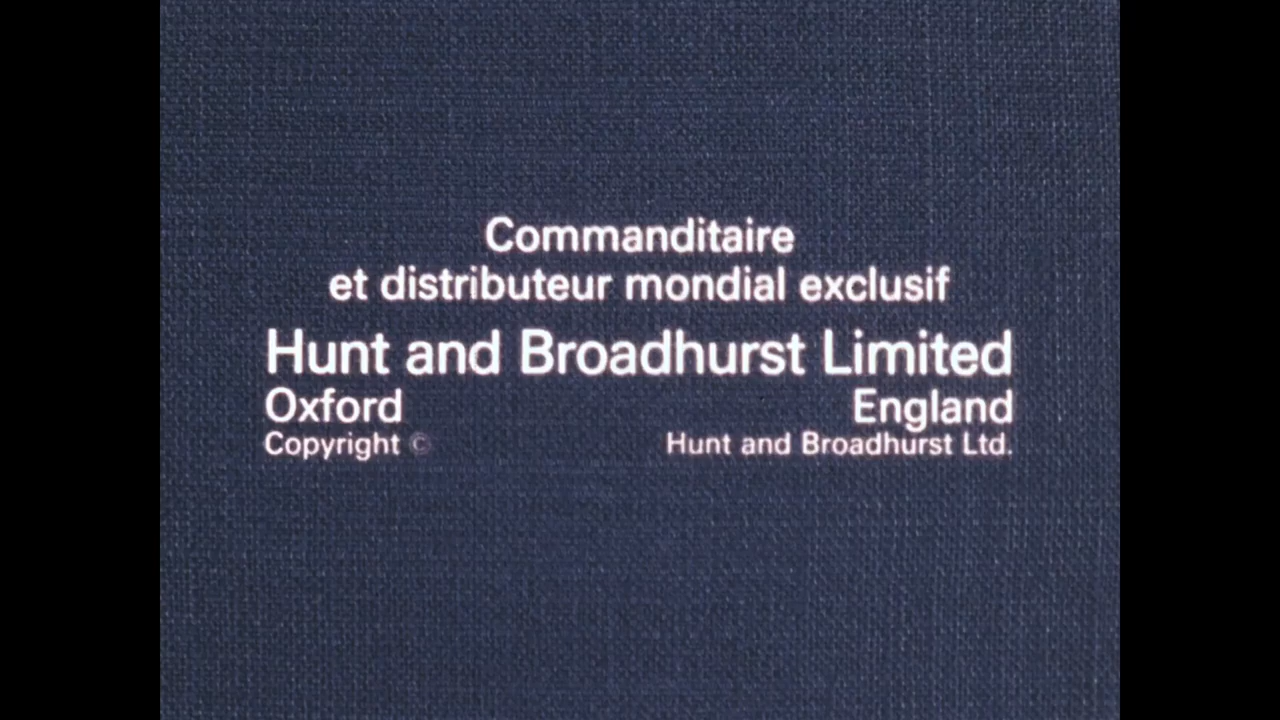 Commanditaire
et distributeur mondial exclusif
Hunt and Broadhurst Limited
Oxford England
Copyright © Hunt and Broadhurst Ltd.